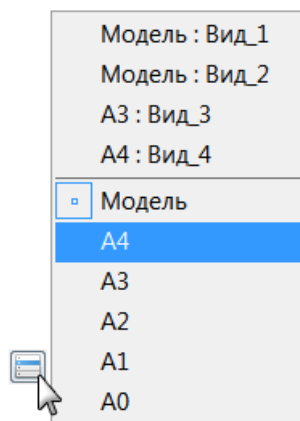 Модель : Вид_1
Модель : Вид_2
А3 : Вид_3
А4 : Вид_4
Модель
А4
А3
А2
А1
А0